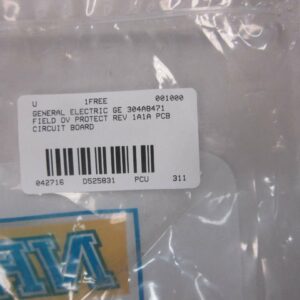 U 1FREE 001000
GENERAL ELECTRIC GE 304A8471
FIELD OV PROTECT REV 1A1A PCB
CIRCUIT BOARD
042716 D525831 PCU 311